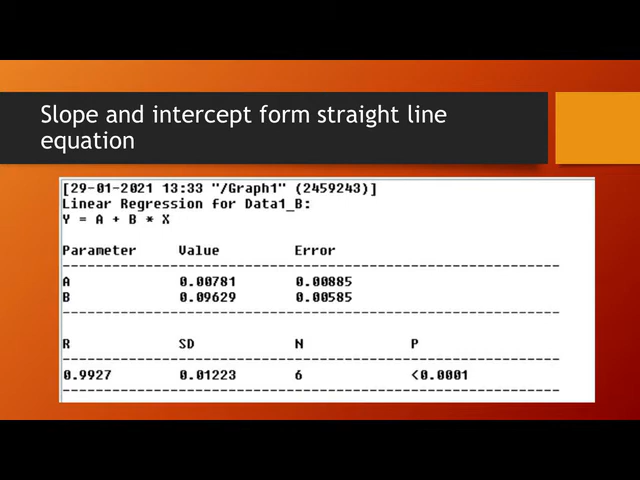 Slope and intercept form straight line
equation
[29-01-2021 13:33 "/Graph1" (2459243)]
Linear Regression for Data1_B:
Y = A + B * X
Parameter Value Error
------------------------------------------------------------
A 0.00781 0.00885
B 0.09629 0.00585
------------------------------------------------------------
R SD N P
------------------------------------------------------------
0.9927 0.01223 6 <0.0001
------------------------------------------------------------